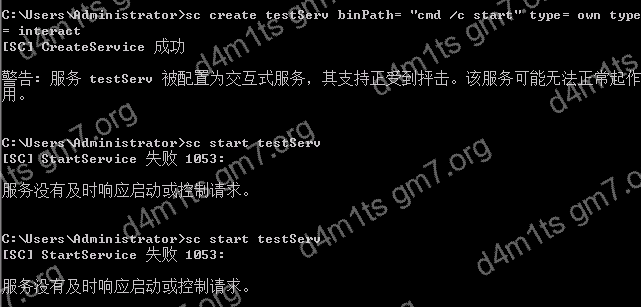 C:\Users\Administrator>sc create testServ binPath= "cmd /c start" type= own type
= interact
[SC] CreateService 成功
警告: 服务 testServ 被配置为交互式服务，其支持正受到抨击。该服务可能无法正常起作
用。
C:\Users\Administrator>sc start testServ
[SC] StartService 失败 1053:
服务没有及时响应启动或控制请求。
C:\Users\Administrator>sc start testServ
[SC] StartService 失败 1053:
服务没有及时响应启动或控制请求。
d4m1ts gm7.org
d4m1ts gm7.org
d4m1ts gm7.org
d4m1ts gm7.org